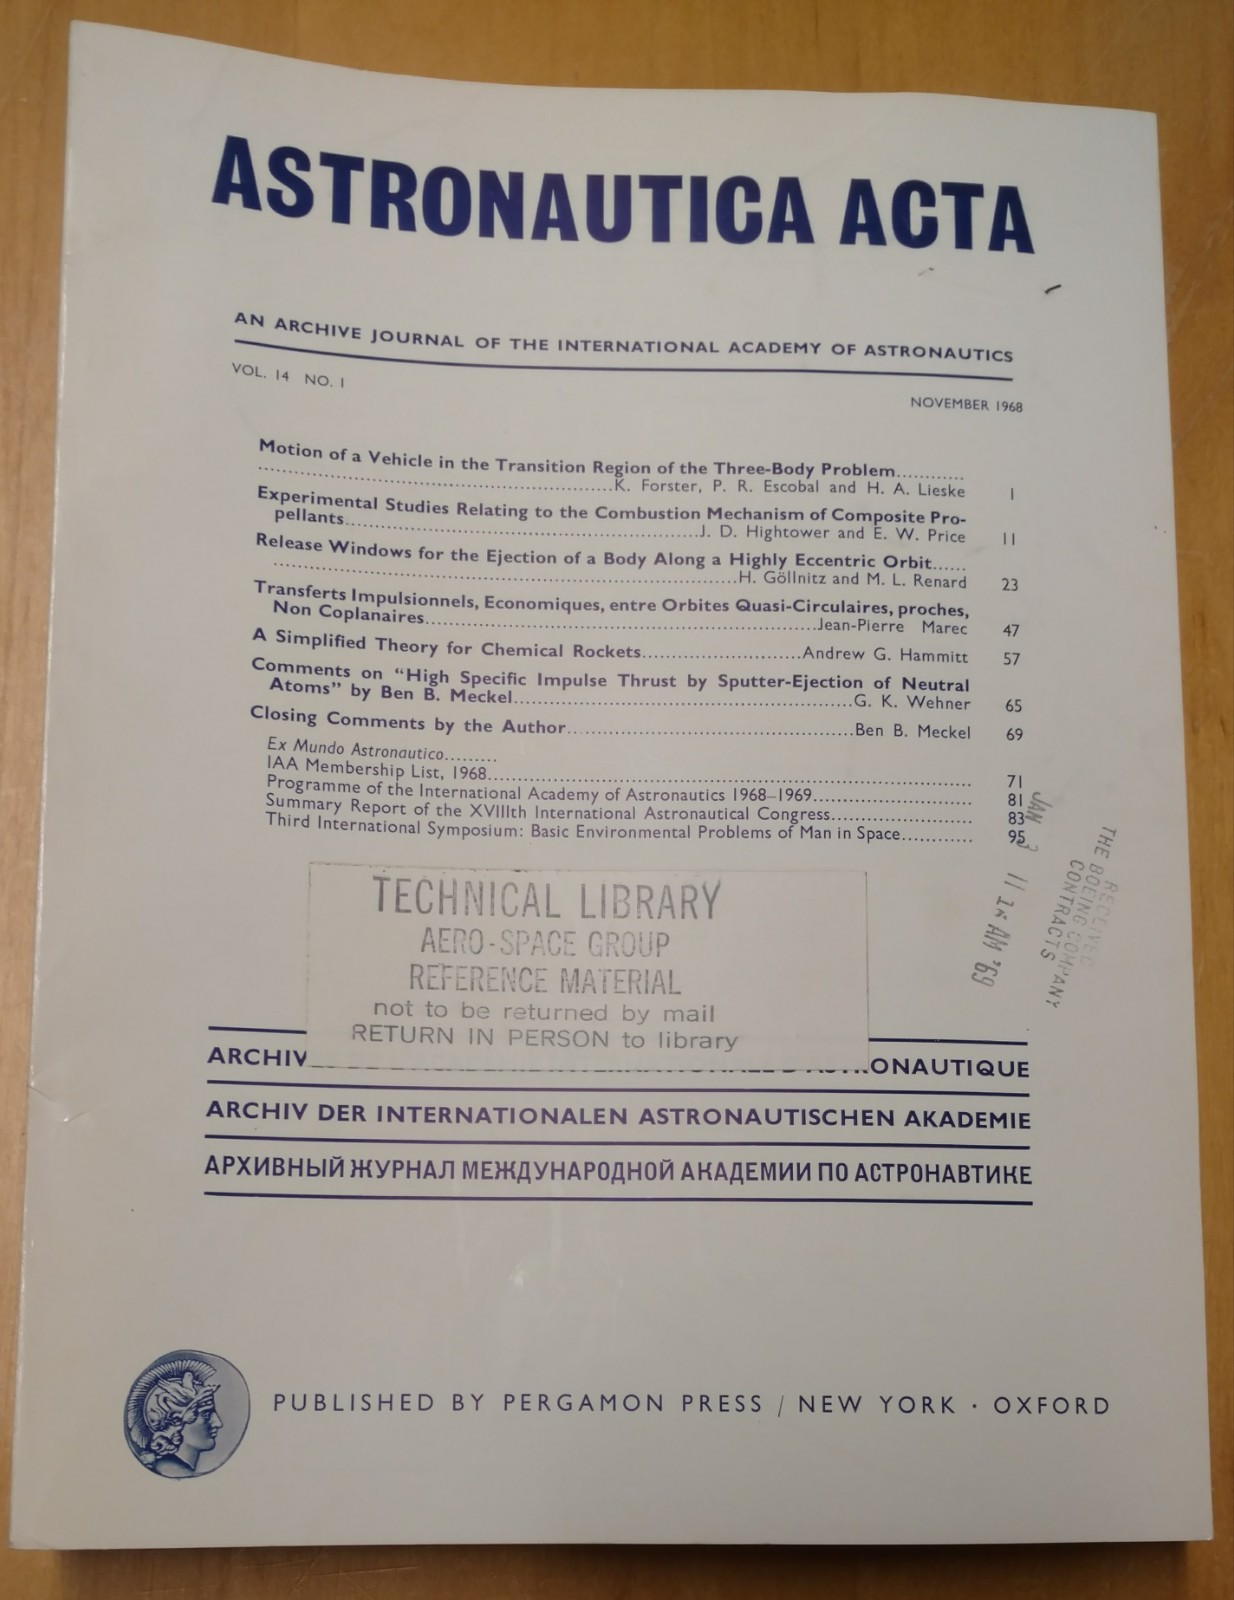 ASTRONAUTICA ACTA
AN ARCHIVE JOURNAL OF THE INTERNATIONAL ACADEMY OF ASTRONAUTICS
VOL. 14 NO. 1
NOVEMBER 1968
Motion of a Vehicle in the Transition Region of the Three-Body Problem............
................................................K. Forster, P. R. Escobal and H. A. Lieske 1
Experimental Studies Relating to the Combustion Mechanism of Composite Pro-
pellants................................................J. D. Hightower and E. W. Price 11
Release Windows for the Ejection of a Body Along a Highly Eccentric Orbit......
................................................................H. Göllnitz and M. L. Renard 23
Transferts Impulsionnels, Economiques, entre Orbites Quasi-Circulaires, proches,
Non Coplanaires......................................................Jean-Pierre Marec 47
A Simplified Theory for Chemical Rockets..........................Andrew G. Hammitt 57
Comments on “High Specific Impulse Thrust by Sputter-Ejection of Neutral
Atoms” by Ben B. Meckel..............................................G. K. Wehner 65
Closing Comments by the Author..............................................Ben B. Meckel 69
Ex Mundo Astronautico.........
IAA Membership List, 1968................................................................ 71
Programme of the International Academy of Astronautics 1968–1969.......................... 81
Summary Report of the XVIIIth International Astronautical Congress....................... 83
Third International Symposium: Basic Environmental Problems of Man in Space............ 95
RECEIVED
THE BOEING COMPANY
CONTRACTS
JAN 3 11 AM '69
TECHNICAL LIBRARY
AERO-SPACE GROUP
REFERENCE MATERIAL
not to be returned by mail
RETURN IN PERSON to library
ARCHIV ONAUTIQUE
ARCHIV DER INTERNATIONALEN ASTRONAUTISCHEN AKADEMIE
АРХИВНЫЙ ЖУРНАЛ МЕЖДУНАРОДНОЙ АКАДЕМИИ ПО АСТРОНАВТИКЕ
PUBLISHED BY PERGAMON PRESS / NEW YORK · OXFORD